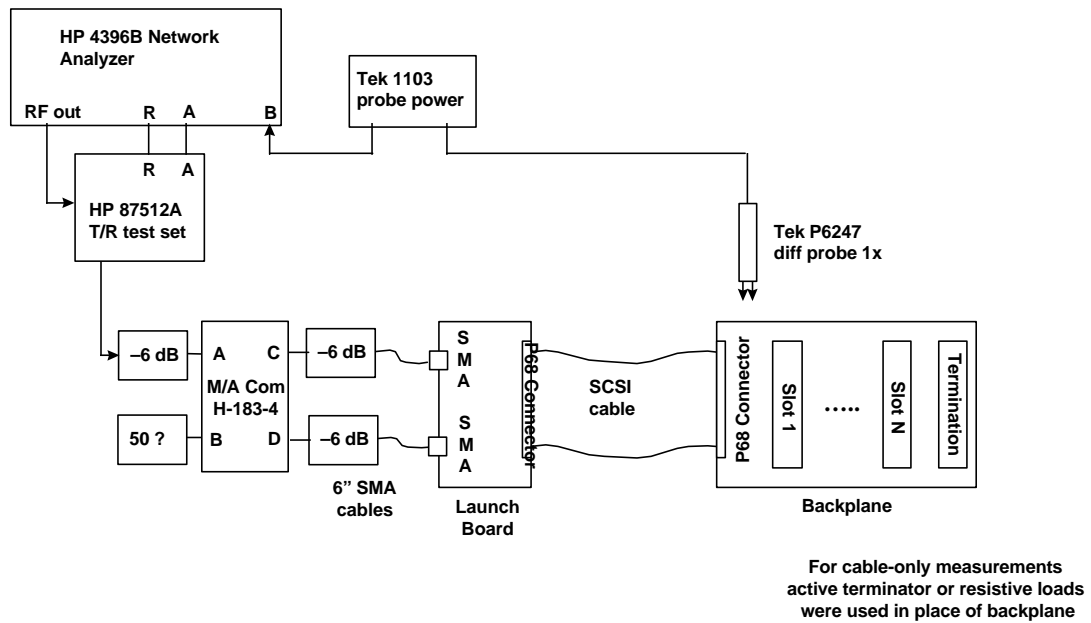 HP 4396B Network
Analyzer
RF out
R
A
B
Tek 1103
probe power
R
A
HP 87512A
T/R test set
Tek P6247
diff probe 1x
–6 dB
A
C
–6 dB
M/A Com
H-183-4
50 ?
B
D
–6 dB
6” SMA
cables
SMA
SMA
P68 Connector
Launch
Board
SCSI
cable
P68 Connector
Slot 1
.....
Slot N
Termination
Backplane
For cable-only measurements
active terminator or resistive loads
were used in place of backplane